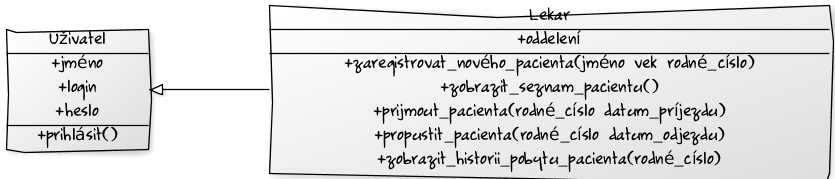 Uživatel
+jméno
+login
+heslo
+prihlásit()
Lekar
+oddelení
+zaregistrovat_nového_pacienta(jméno vek rodné_císlo)
+zobrazit_seznam_pacientu()
+prijmout_pacienta(rodné_císlo datum_príjezdu)
+propustit_pacienta(rodné_císlo datum_odjezdu)
+zobrazit_historii_pobytu_pacienta(rodné_císlo)